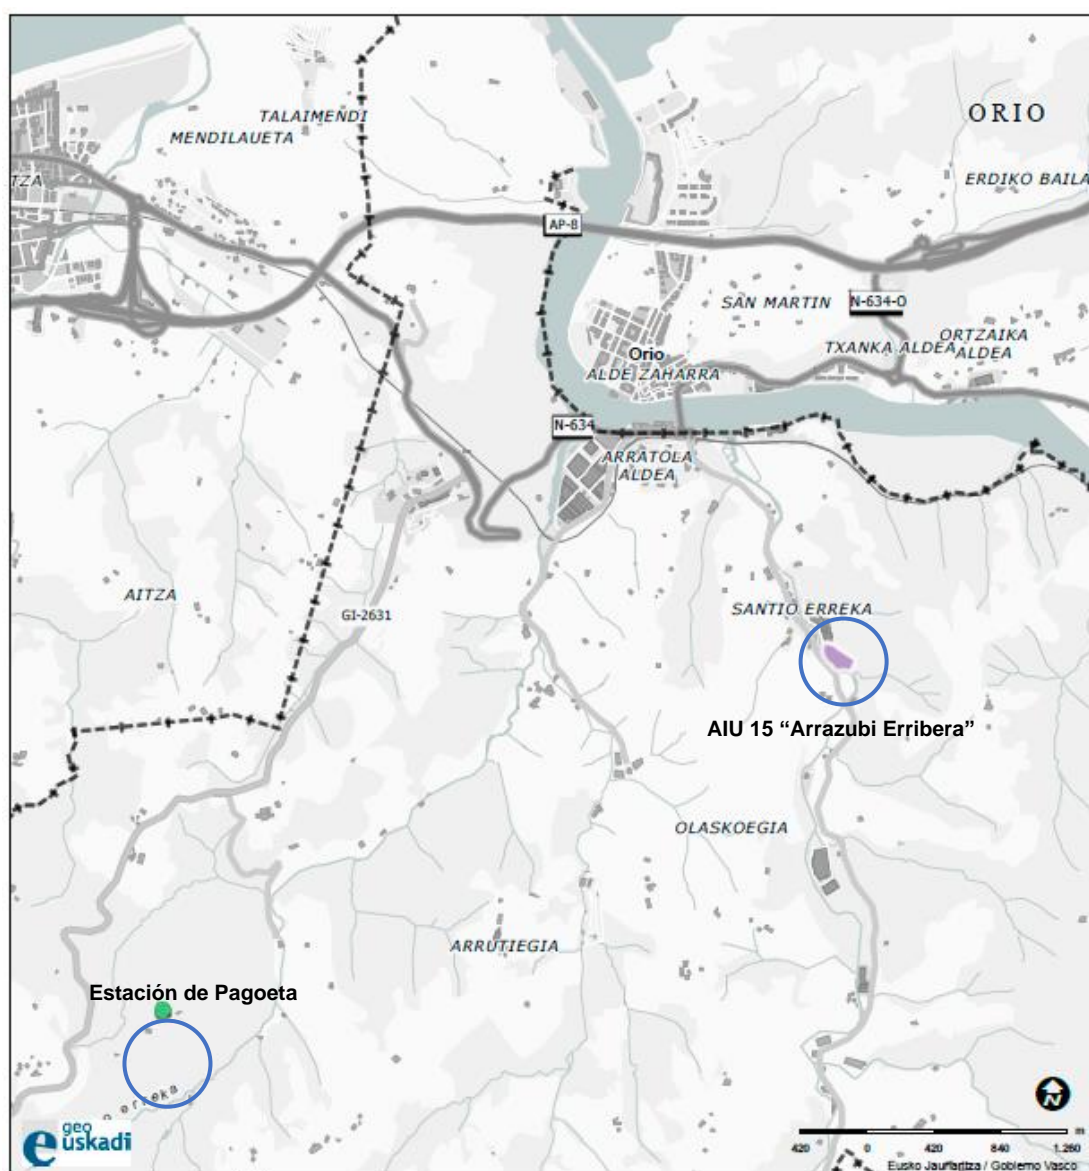 ORIO
TALAIMENDI
MENDILAUETA
TZA
ERDIKO BAILA
AP-8
SAN MARTIN
N-634-O
ORTZAIKA
ALDEA
TXANKA ALDEA
Orio
ALDE ZAHARRA
N-634
ARRATOLA
ALDEA
AITZA
GI-2631
SANTIO ERREKA
AIU 15 “Arrazubi Erribera”
OLASKOEGIA
ARRUTIEGIA
Estación de Pagoeta
o erreka
N
geo
euskadi
420 0 420 840 1.260 m
Eusko Jaurlaritza / Gobierno Vasco